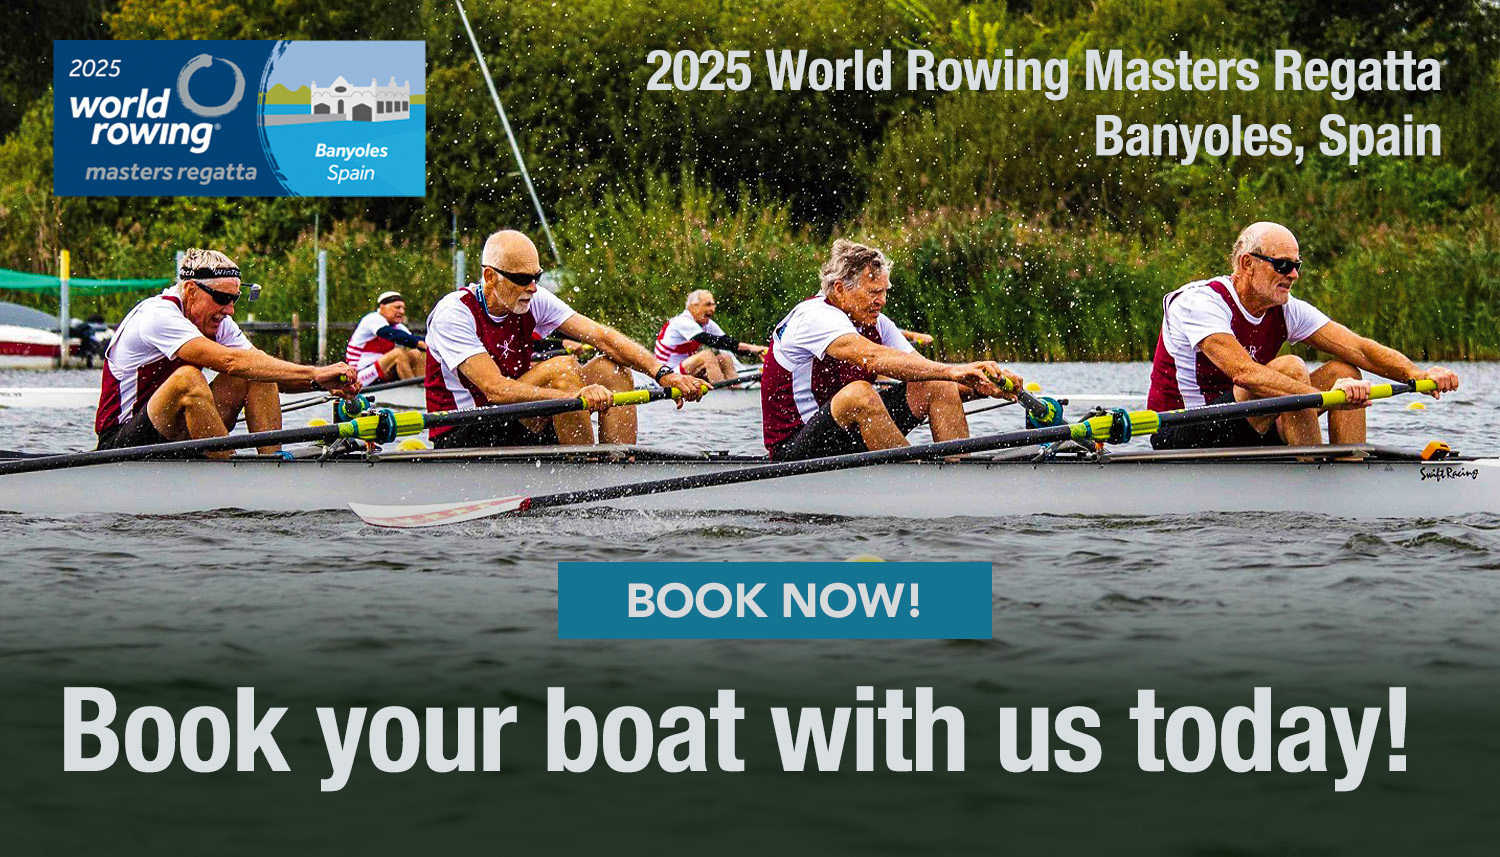 2025
world
rowing®
masters regatta
Banyoles
Spain
2025 World Rowing Masters Regatta
Banyoles, Spain
WinTech
Swift Racing
BOOK NOW!
Book your boat with us today!